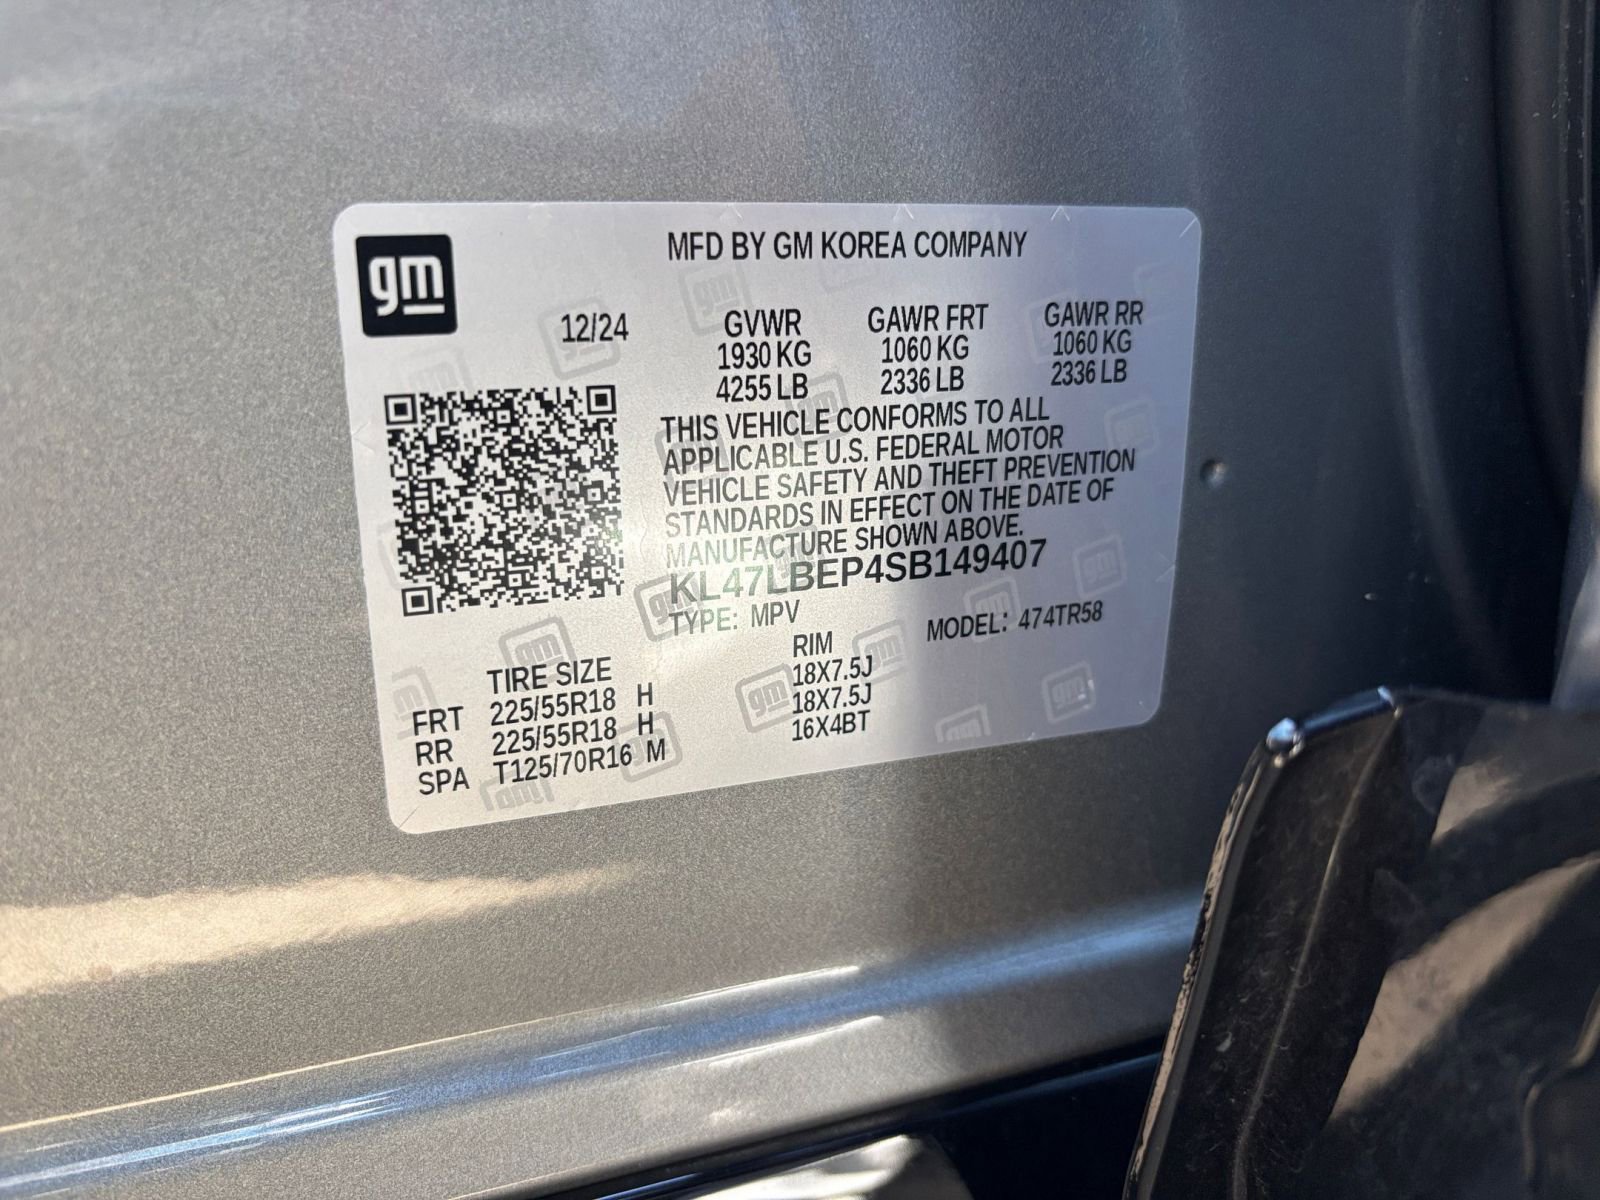 gm
MFD BY GM KOREA COMPANY
12/24
GVWR GAWR FRT GAWR RR
1930 KG 1060 KG 1060 KG
4255 LB 2336 LB 2336 LB
THIS VEHICLE CONFORMS TO ALL
APPLICABLE U.S. FEDERAL MOTOR
VEHICLE SAFETY AND THEFT PREVENTION
STANDARDS IN EFFECT ON THE DATE OF
MANUFACTURE SHOWN ABOVE.
KL47LBEP4SB149407
TYPE: MPV MODEL: 474TR58
TIRE SIZE RIM
FRT 225/55R18 H 18X7.5J
RR 225/55R18 H 18X7.5J
SPA T125/70R16 M 16X4BT